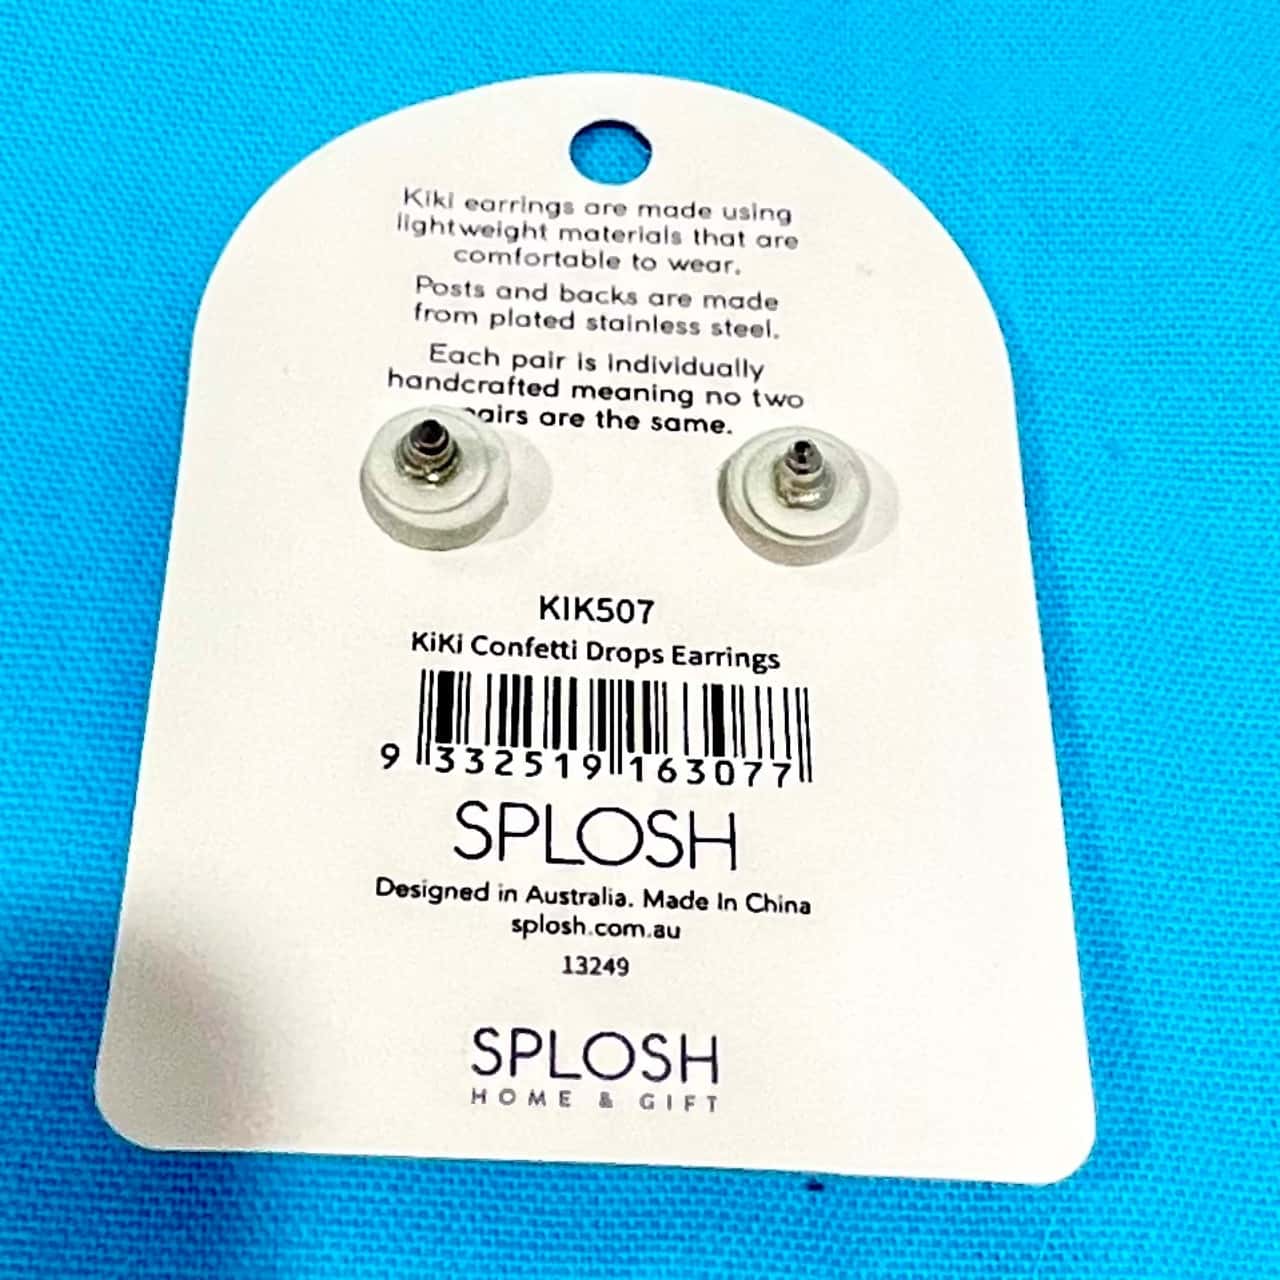 Kiki earrings are made using
lightweight materials that are
comfortable to wear.
Posts and backs are made
from plated stainless steel.
Each pair is individually
handcrafted meaning no two
pairs are the same.
KIK507
KiKi Confetti Drops Earrings
9 332519 163077
SPLOSH
Designed in Australia. Made In China
splosh.com.au
13249
SPLOSH
HOME & GIFT